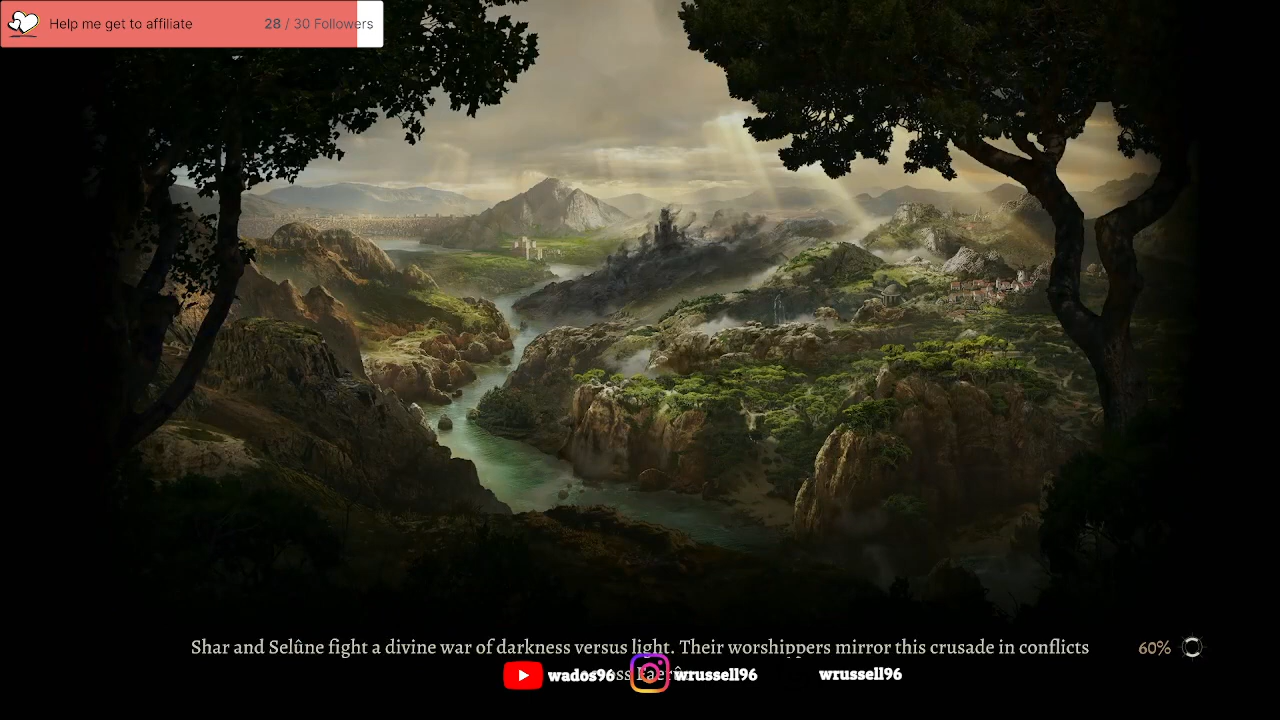 Help me get to affiliate 28 / 30 Followers
Shar and Selûne fight a divine war of darkness versus light. Their worshippers mirror this crusade in conflicts
60%
wados96 wrussell96 wrussell96